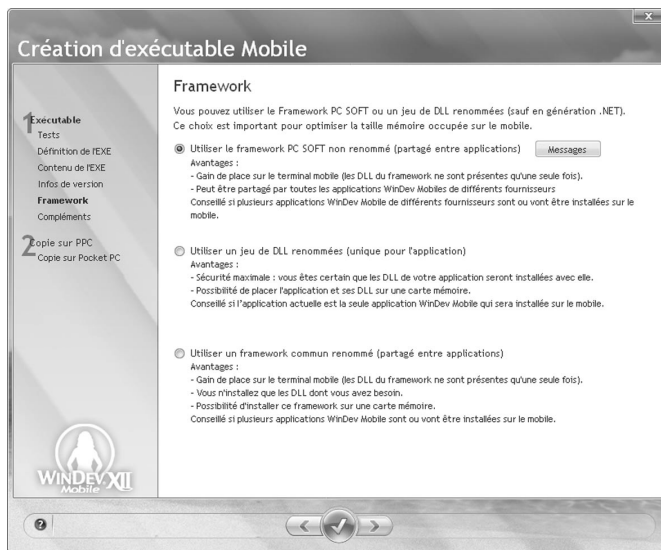 Création d'exécutable Mobile
1 Exécutable
Tests
Définition de l'EXE
Contenu de l'EXE
Infos de version
Framework
Compléments
2 Copie sur PPC
Copie sur Pocket PC
WINDEV XII
Mobile
Framework
Vous pouvez utiliser le Framework PC SOFT ou un jeu de DLL renommées (sauf en génération .NET).
Ce choix est important pour optimiser la taille mémoire occupée sur le mobile.
Utiliser le framework PC SOFT non renommé (partagé entre applications) Messages
Avantages :
- Gain de place sur le terminal mobile (les DLL du framework ne sont présentes qu'une seule fois).
- Peut être partagé par toutes les applications WinDev Mobiles de différents fournisseurs
Conseillé si plusieurs applications WinDev Mobile de différents fournisseurs sont ou vont être installées sur le
mobile.
Utiliser un jeu de DLL renommées (unique pour l'application)
Avantages :
- Sécurité maximale : vous êtes certain que les DLL de votre application seront installées avec elle.
- Possibilité de placer l'application et ses DLL sur une carte mémoire.
Conseillé si l'application actuelle est la seule application WinDev Mobile qui sera installée sur le mobile.
Utiliser un framework commun renommé (partagé entre applications)
Avantages :
- Gain de place sur le terminal mobile (les DLL du framework ne sont présentes qu'une seule fois).
- Vous n'installez que les DLL dont vous avez besoin.
- Possibilité d'installer ce framework sur une carte mémoire.
Conseillé si plusieurs applications WinDev Mobile sont ou vont être installées sur le mobile.